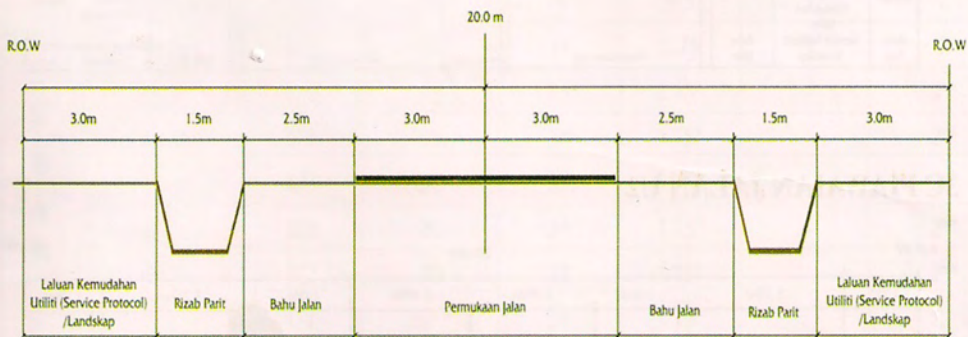 20.0 m
R.O.W
R.O.W
3.0m
1.5m
2.5m
3.0m
3.0m
2.5m
1.5m
3.0m
Laluan Kemudahan
Utiliti (Service Protocol)
/Landskap
Rizab Parit
Bahu Jalan
Permukaan Jalan
Bahu Jalan
Rizab Parit
Laluan Kemudahan
Utiliti (Service Protocol)
/Landskap